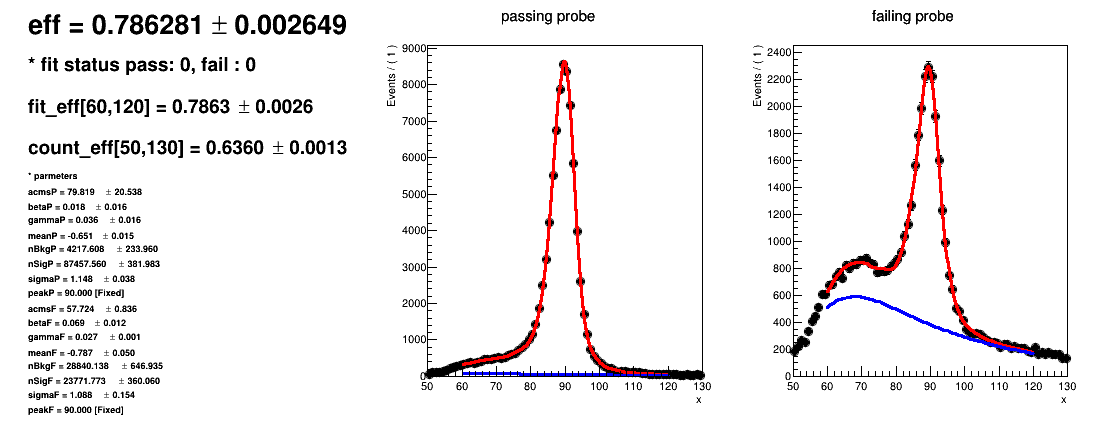 eff = 0.786281 ± 0.002649
* fit status pass: 0, fail : 0
fit_eff[60,120] = 0.7863 ± 0.0026
count_eff[50,130] = 0.6360 ± 0.0013
* parmeters
acmsP = 79.819 ± 20.538
betaP = 0.018 ± 0.016
gammaP = 0.036 ± 0.016
meanP = -0.651 ± 0.015
nBkgP = 4217.608 ± 233.960
nSigP = 87457.560 ± 381.983
sigmaP = 1.148 ± 0.038
peakP = 90.000 [Fixed]
acmsF = 57.724 ± 0.836
betaF = 0.069 ± 0.012
gammaF = 0.027 ± 0.001
meanF = -0.787 ± 0.050
nBkgF = 28840.138 ± 646.935
nSigF = 23771.773 ± 360.060
sigmaF = 1.088 ± 0.154
peakF = 90.000 [Fixed]
passing probe
Events / ( 1 )
9000
8000
7000
6000
5000
4000
3000
2000
1000
0
50 60 70 80 90 100 110 120 130
x
failing probe
Events / ( 1 )
2400
2200
2000
1800
1600
1400
1200
1000
800
600
400
200
0
50 60 70 80 90 100 110 120 130
x